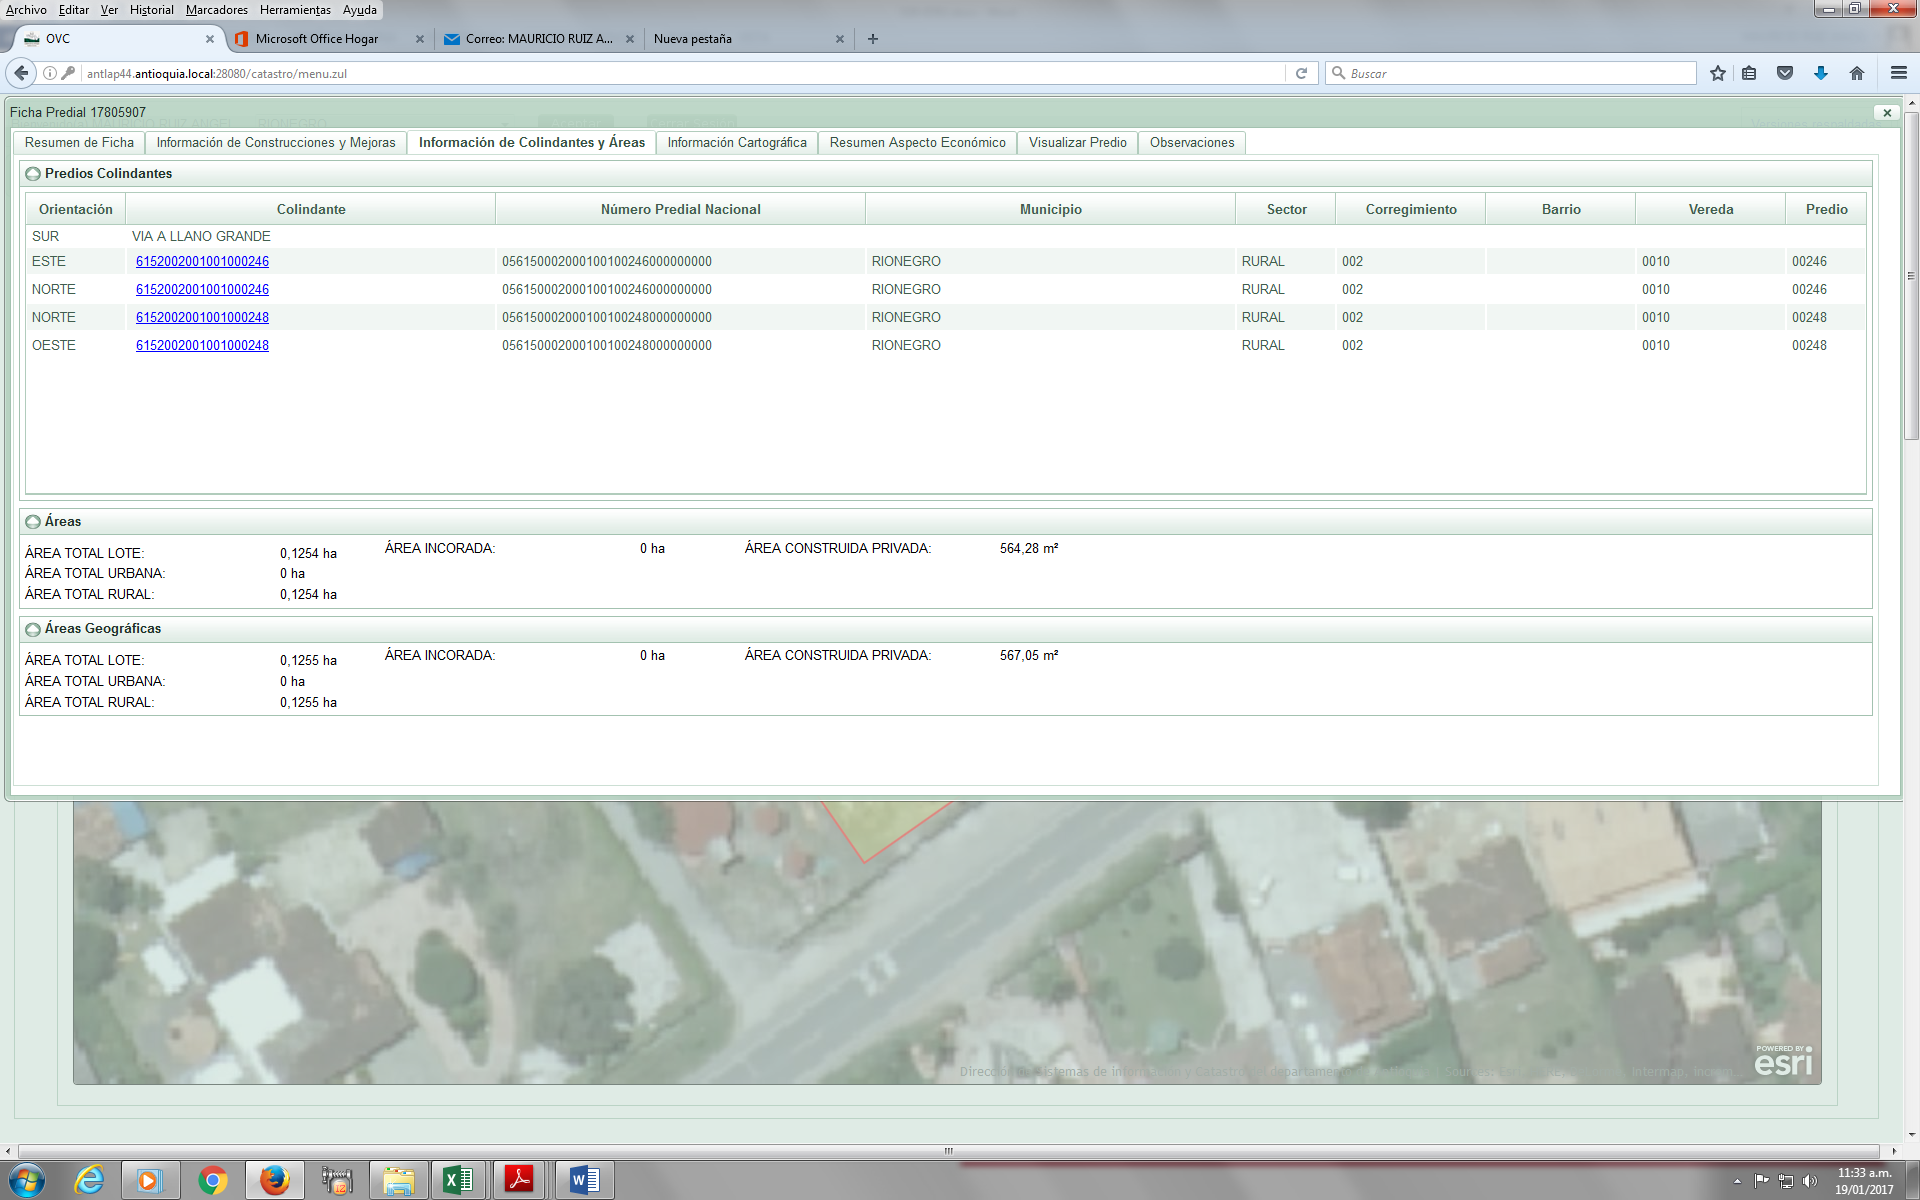 Archivo Editar Ver Historial Marcadores Herramientas Ayuda
OVC
Microsoft Office Hogar
Correo: MAURICIO RUIZ A...
Nueva pestaña
antlap44.antioquia.local:28080/catastro/menu.zul
Buscar
Ficha Predial 17805907
Resumen de Ficha
Información de Construcciones y Mejoras
Información de Colindantes y Áreas
Información Cartográfica
Resumen Aspecto Económico
Visualizar Predio
Observaciones
Predios Colindantes
Orientación Colindante Número Predial Nacional Municipio Sector Corregimiento Barrio Vereda Predio
SUR VIA A LLANO GRANDE
ESTE 6152002001001000246 056150002000100100246000000000 RIONEGRO RURAL 002 0010 00246
NORTE 6152002001001000246 056150002000100100246000000000 RIONEGRO RURAL 002 0010 00246
NORTE 6152002001001000248 056150002000100100248000000000 RIONEGRO RURAL 002 0010 00248
OESTE 6152002001001000248 056150002000100100248000000000 RIONEGRO RURAL 002 0010 00248
Áreas
ÁREA TOTAL LOTE: 0,1254 ha ÁREA INCORADA: 0 ha ÁREA CONSTRUIDA PRIVADA: 564,28 m²
ÁREA TOTAL URBANA: 0 ha
ÁREA TOTAL RURAL: 0,1254 ha
Áreas Geográficas
ÁREA TOTAL LOTE: 0,1255 ha ÁREA INCORADA: 0 ha ÁREA CONSTRUIDA PRIVADA: 567,05 m²
ÁREA TOTAL URBANA: 0 ha
ÁREA TOTAL RURAL: 0,1255 ha
POWERED BY
esri
11:33 a.m.
19/01/2017